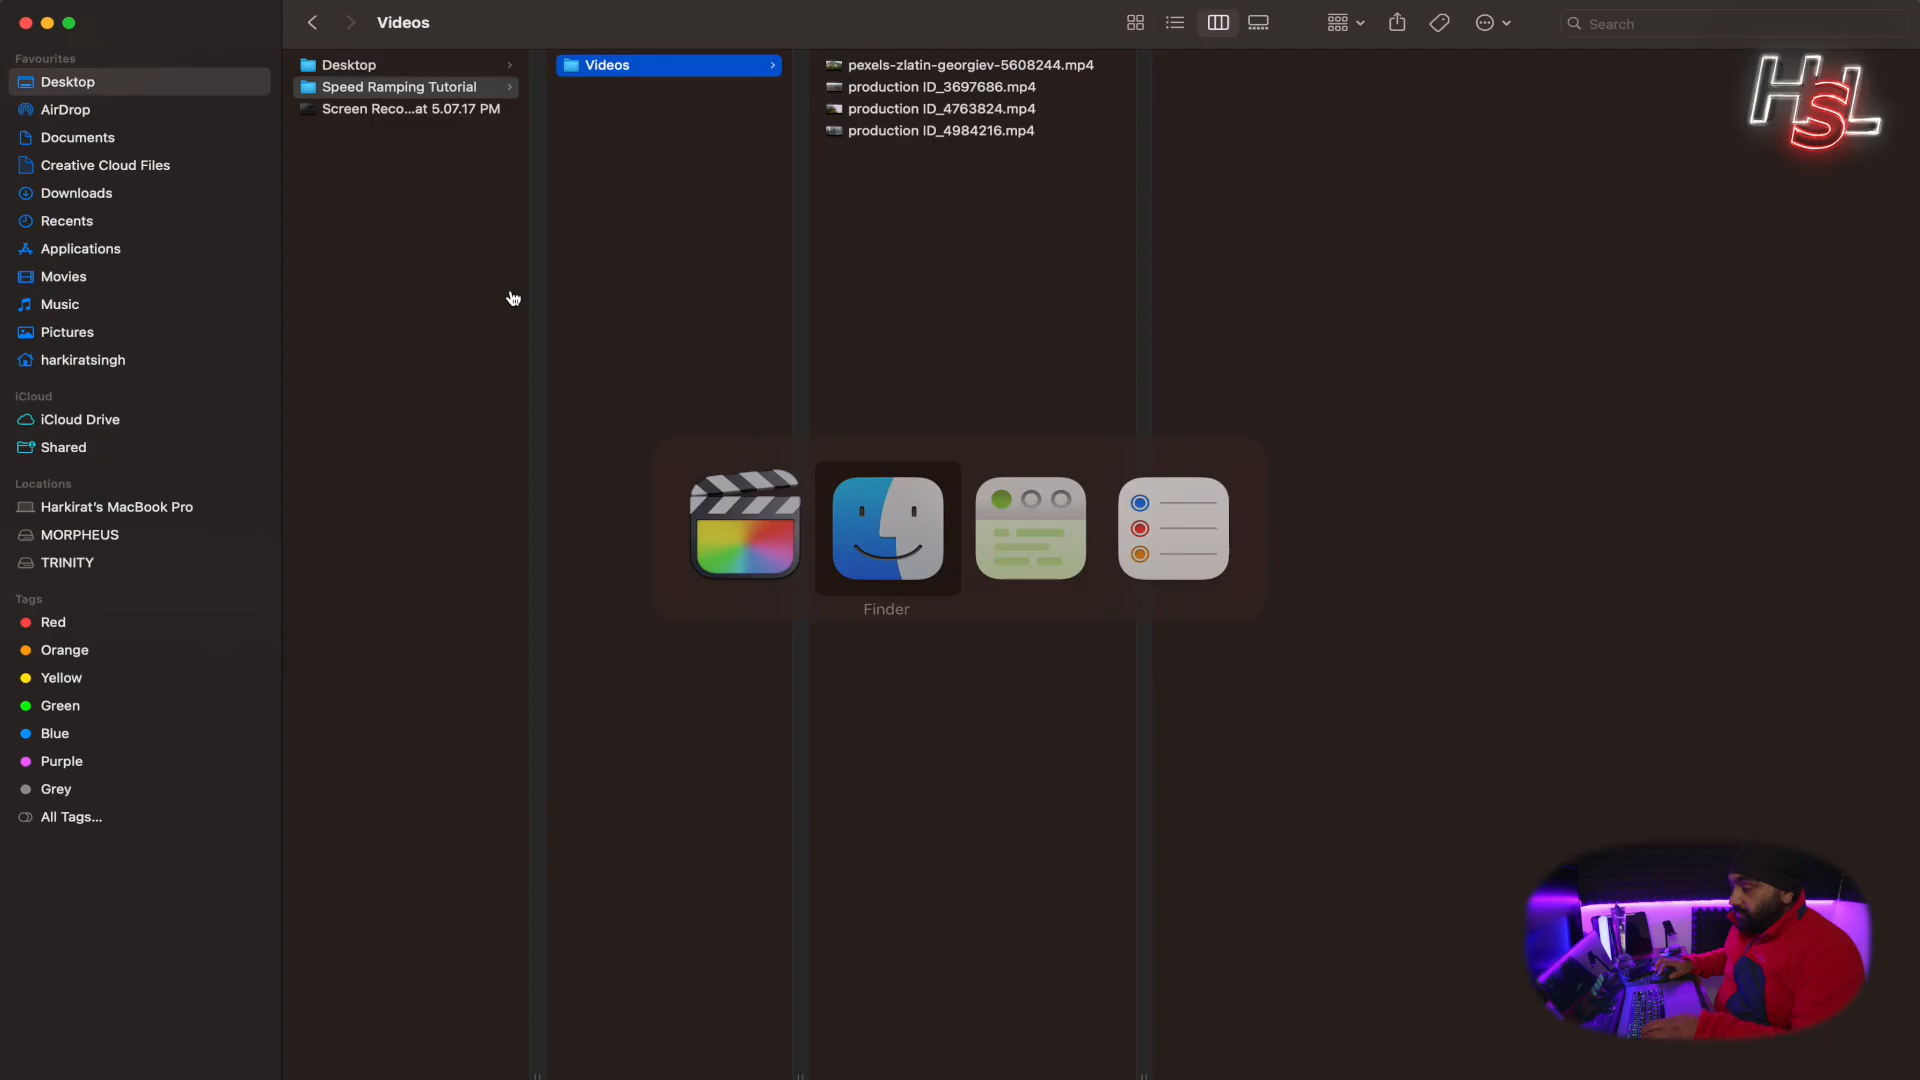 Videos
Search
Favourites
Desktop
AirDrop
Documents
Creative Cloud Files
Downloads
Recents
Applications
Movies
Music
Pictures
harkiratsingh
iCloud
iCloud Drive
Shared
Locations
Harkirat's MacBook Pro
MORPHEUS
TRINITY
Tags
Red
Orange
Yellow
Green
Blue
Purple
Grey
All Tags...
Desktop
Speed Ramping Tutorial
Screen Reco...at 5.07.17 PM
Videos
pexels-zlatin-georgiev-5608244.mp4
production ID_3697686.mp4
production ID_4763824.mp4
production ID_4984216.mp4
HSL
Finder